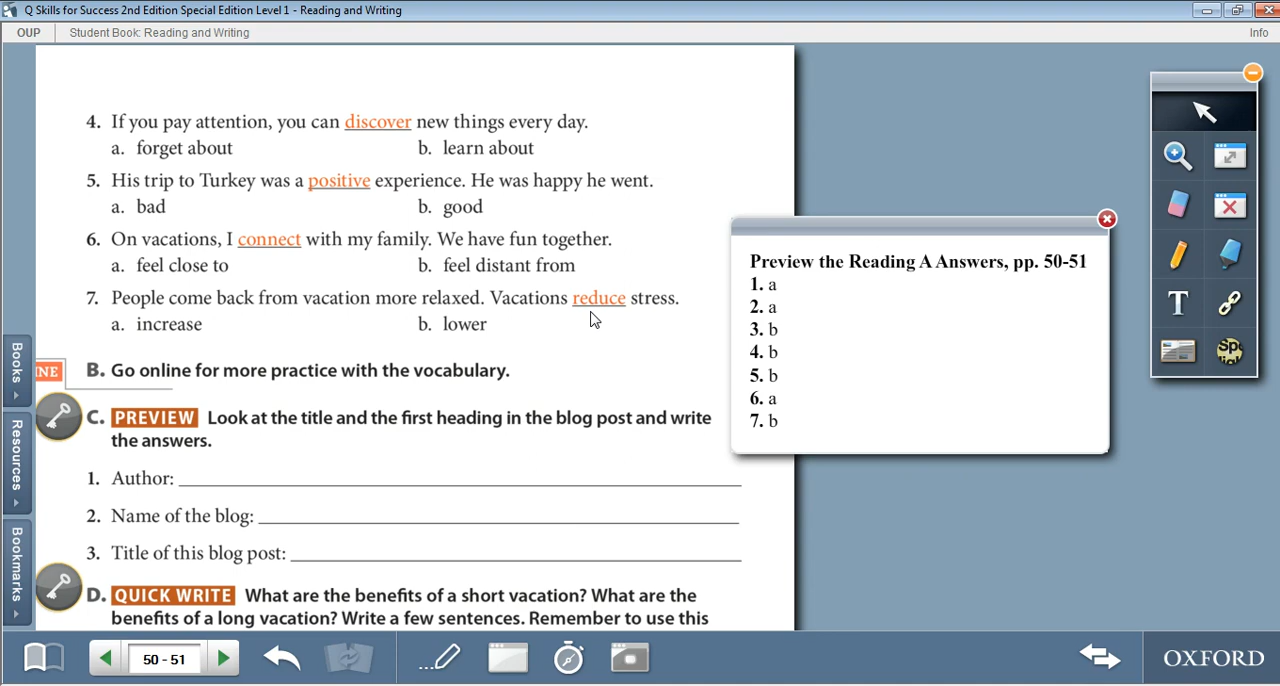 Q Skills for Success 2nd Edition Special Edition Level 1 - Reading and Writing
OUP Student Book: Reading and Writing Info
4. If you pay attention, you can discover new things every day.
a. forget about b. learn about
5. His trip to Turkey was a positive experience. He was happy he went.
a. bad b. good
6. On vacations, I connect with my family. We have fun together.
a. feel close to b. feel distant from
7. People come back from vacation more relaxed. Vacations reduce stress.
a. increase b. lower
NE B. Go online for more practice with the vocabulary.
C. PREVIEW Look at the title and the first heading in the blog post and write
the answers.
1. Author:
2. Name of the blog:
3. Title of this blog post:
D. QUICK WRITE What are the benefits of a short vacation? What are the
benefits of a long vacation? Write a few sentences. Remember to use this
Preview the Reading A Answers, pp. 50-51
1. a
2. a
3. b
4. b
5. b
6. a
7. b
Books
Resources
Bookmarks
T
50 - 51
OXFORD